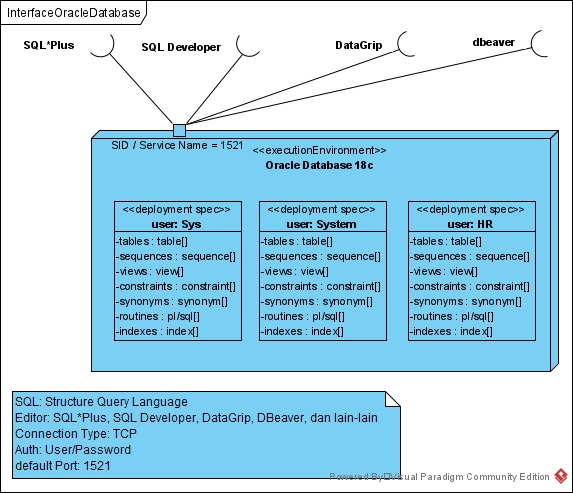 InterfaceOracleDatabase
SQL*Plus
SQL Developer
DataGrip
dbeaver
SID / Service Name = 1521
<<executionEnvironment>>
Oracle Database 18c
<<deployment spec>>
user: Sys
-tables : table[]
-sequences : sequence[]
-views : view[]
-constraints : constraint[]
-synonyms : synonym[]
-routines : pl/sql[]
-indexes : index[]
<<deployment spec>>
user: System
-tables : table[]
-sequences : sequence[]
-views : view[]
-constraints : constraint[]
-synonyms : synonym[]
-routines : pl/sql[]
-indexes : index[]
<<deployment spec>>
user: HR
-tables : table[]
-sequences : sequence[]
-views : view[]
-constraints : constraint[]
-synonyms : synonym[]
-routines : pl/sql[]
-indexes : index[]
SQL: Structure Query Language
Editor: SQL*Plus, SQL Developer, DataGrip, DBeaver, dan lain-lain
Connection Type: TCP
Auth: User/Password
default Port: 1521
Powered By Visual Paradigm Community Edition